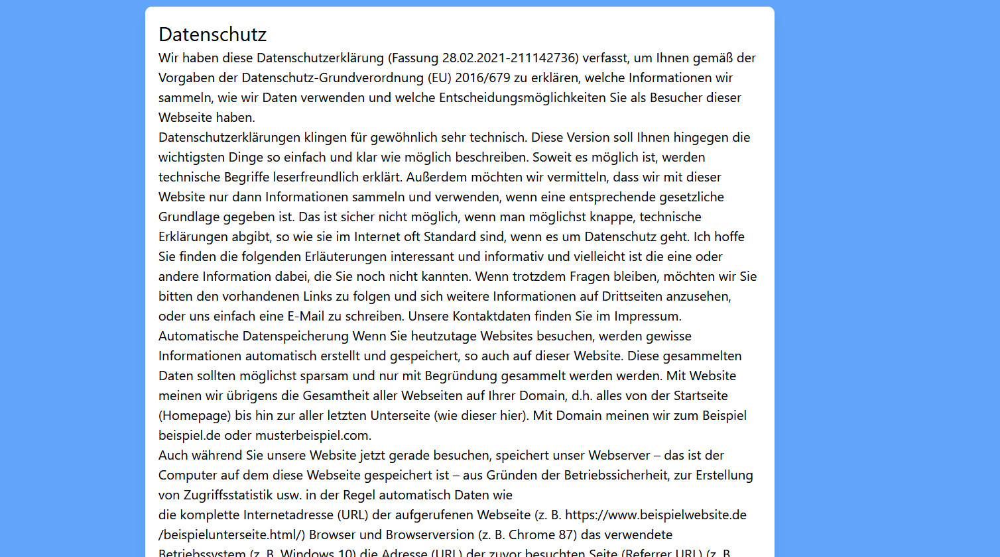 Datenschutz
Wir haben diese Datenschutzerklärung (Fassung 28.02.2021-211142736) verfasst, um Ihnen gemäß der
Vorgaben der Datenschutz-Grundverordnung (EU) 2016/679 zu erklären, welche Informationen wir
sammeln, wie wir Daten verwenden und welche Entscheidungsmöglichkeiten Sie als Besucher dieser
Webseite haben.
Datenschutzerklärungen klingen für gewöhnlich sehr technisch. Diese Version soll Ihnen hingegen die
wichtigsten Dinge so einfach und klar wie möglich beschreiben. Soweit es möglich ist, werden
technische Begriffe leserfreundlich erklärt. Außerdem möchten wir vermitteln, dass wir mit dieser
Website nur dann Informationen sammeln und verwenden, wenn eine entsprechende gesetzliche
Grundlage gegeben ist. Das ist sicher nicht möglich, wenn man möglichst knappe, technische
Erklärungen abgibt, so wie sie im Internet oft Standard sind, wenn es um Datenschutz geht. Ich hoffe
Sie finden die folgenden Erläuterungen interessant und informativ und vielleicht ist die eine oder
andere Information dabei, die Sie noch nicht kannten. Wenn trotzdem Fragen bleiben, möchten wir Sie
bitten den vorhandenen Links zu folgen und sich weitere Informationen auf Drittseiten anzusehen,
oder uns einfach eine E-Mail zu schreiben. Unsere Kontaktdaten finden Sie im Impressum.
Automatische Datenspeicherung Wenn Sie heutzutage Websites besuchen, werden gewisse
Informationen automatisch erstellt und gespeichert, so auch auf dieser Website. Diese gesammelten
Daten sollten möglichst sparsam und nur mit Begründung gesammelt werden werden. Mit Website
meinen wir übrigens die Gesamtheit aller Webseiten auf Ihrer Domain, d.h. alles von der Startseite
(Homepage) bis hin zur aller letzten Unterseite (wie dieser hier). Mit Domain meinen wir zum Beispiel
beispiel.de oder musterbeispiel.com.
Auch während Sie unsere Website jetzt gerade besuchen, speichert unser Webserver – das ist der
Computer auf dem diese Webseite gespeichert ist – aus Gründen der Betriebssicherheit, zur Erstellung
von Zugriffsstatistik usw. in der Regel automatisch Daten wie
die komplette Internetadresse (URL) der aufgerufenen Webseite (z. B. https://www.beispielwebsite.de
/beispielunterseite.html/) Browser und Browserversion (z. B. Chrome 87) das verwendete
Betriebssystem (z. B. Windows 10) die Adresse (URL) der zuvor besuchten Seite (Referrer URL) (z. B.